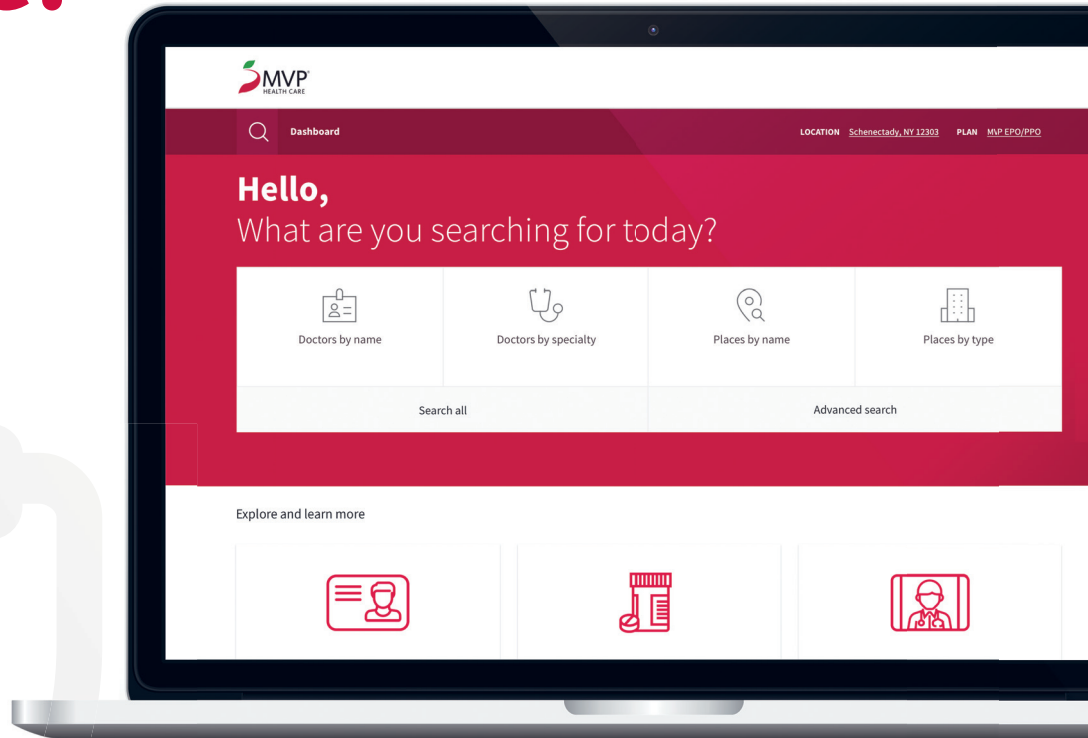 MVP
HEALTH CARE
Dashboard
LOCATION Schenectady, NY 12303 PLAN MVP EPO/PPO
Hello,
What are you searching for today?
Doctors by name
Doctors by specialty
Places by name
Places by type
Search all
Advanced search
Explore and learn more